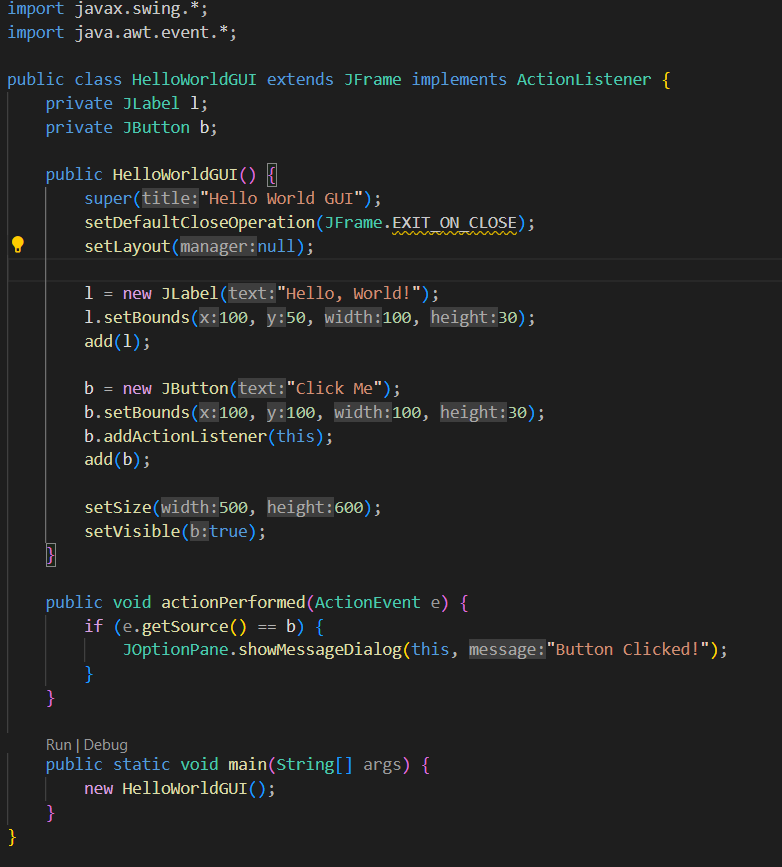 import javax.swing.*;
import java.awt.event.*;
public class HelloWorldGUI extends JFrame implements ActionListener {
private JLabel l;
private JButton b;
public HelloWorldGUI() {
super(title:"Hello World GUI");
setDefaultCloseOperation(JFrame.EXIT_ON_CLOSE);
setLayout(manager:null);
l = new JLabel(text:"Hello, World!");
l.setBounds(x:100, y:50, width:100, height:30);
add(l);
b = new JButton(text:"Click Me");
b.setBounds(x:100, y:100, width:100, height:30);
b.addActionListener(this);
add(b);
setSize(width:500, height:600);
setVisible(b:true);
}
public void actionPerformed(ActionEvent e) {
if (e.getSource() == b) {
JOptionPane.showMessageDialog(this, message:"Button Clicked!");
}
}
Run | Debug
public static void main(String[] args) {
new HelloWorldGUI();
}
}